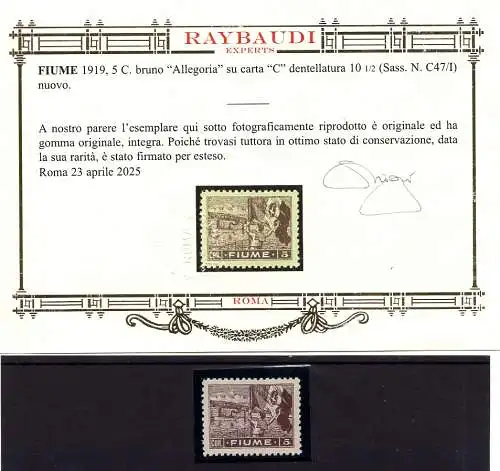 RAYBAUDI
EXPERTS
FIUME 1919, 5 C. bruno “Allegoria” su carta “C” dentellatura 10 1/2 (Sass. N. C47/I)
nuovo.
A nostro parere l’esemplare qui sotto fotograficamente riprodotto è originale ed ha
gomma originale, integra. Poiché trovasi tuttora in ottimo stato di conservazione, data
la sua rarità, è stato firmato per esteso.
Roma 23 aprile 2025
FIUME 5
ROMA
COR. FIUME 5